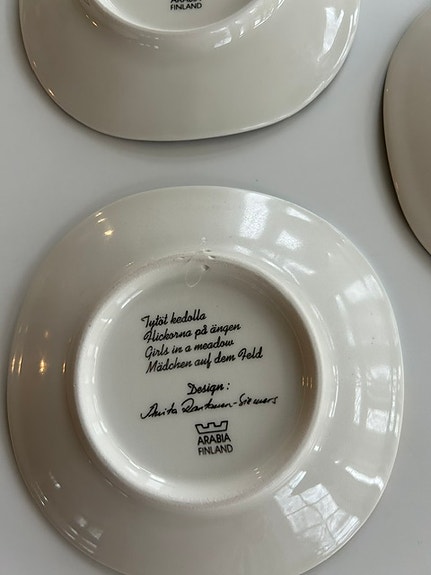 ARABIA
FINLAND
Tytöt kedolla
Flickorna på ängen
Girls in a meadow
Mädchen auf dem Feld
Design:
Anita Rantanen-Siemers
ARABIA
FINLAND